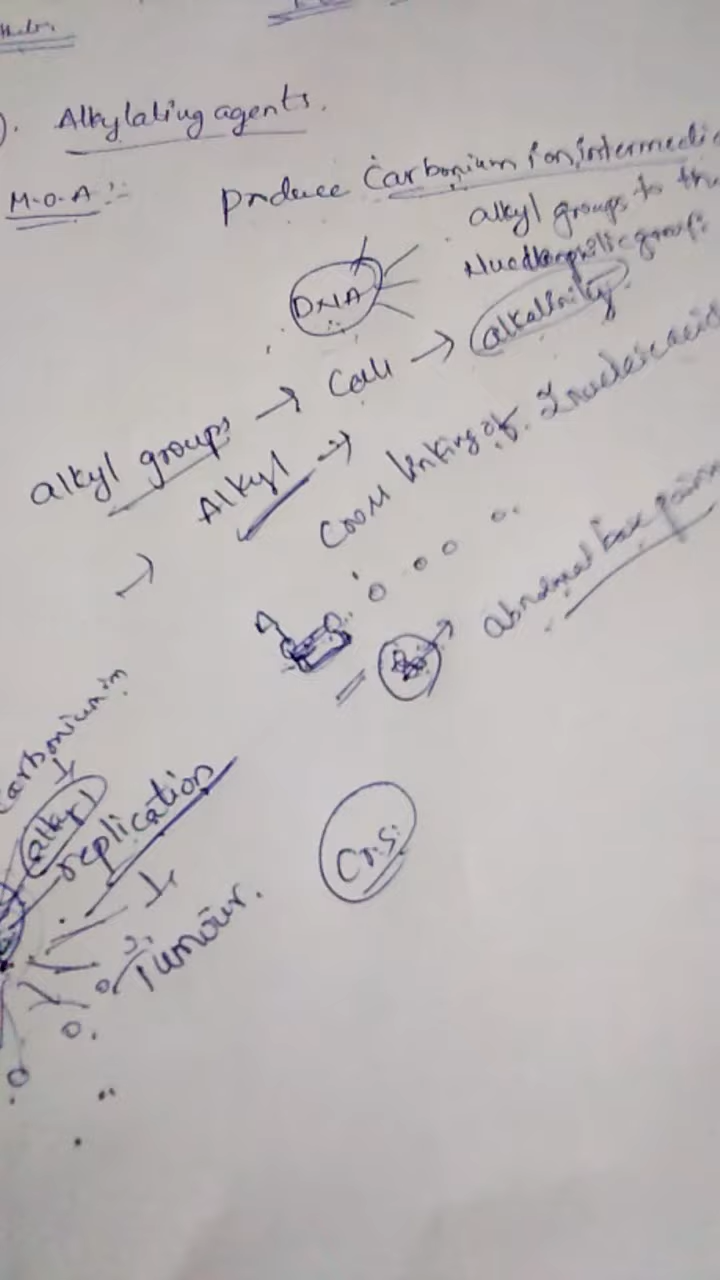 ). Alkylating agents.
M.O.A :- produce Carbonium ion, intermedi
alkyl groups to th
Nucleophilic group
DNA
alkyl groups → Cell → alkalinity.
→ Alkyl → Cross linking of nucleic acid
abnormal base pairin
Carbonium
alkyl
replication
Tumour.